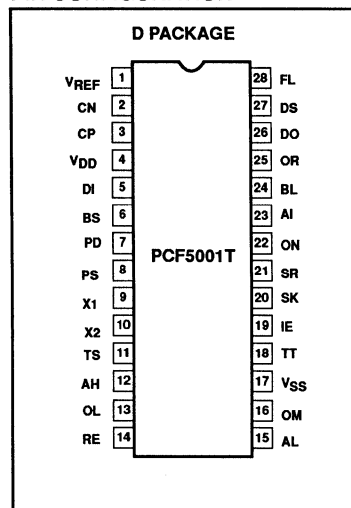 D PACKAGE
VREF 1
CN 2
CP 3
VDD 4
DI 5
BS 6
PD 7
PS 8
X1 9
X2 10
TS 11
AH 12
OL 13
RE 14
PCF5001T
28 FL
27 DS
26 DO
25 OR
24 BL
23 AI
22 ON
21 SR
20 SK
19 IE
18 TT
17 VSS
16 OM
15 AL